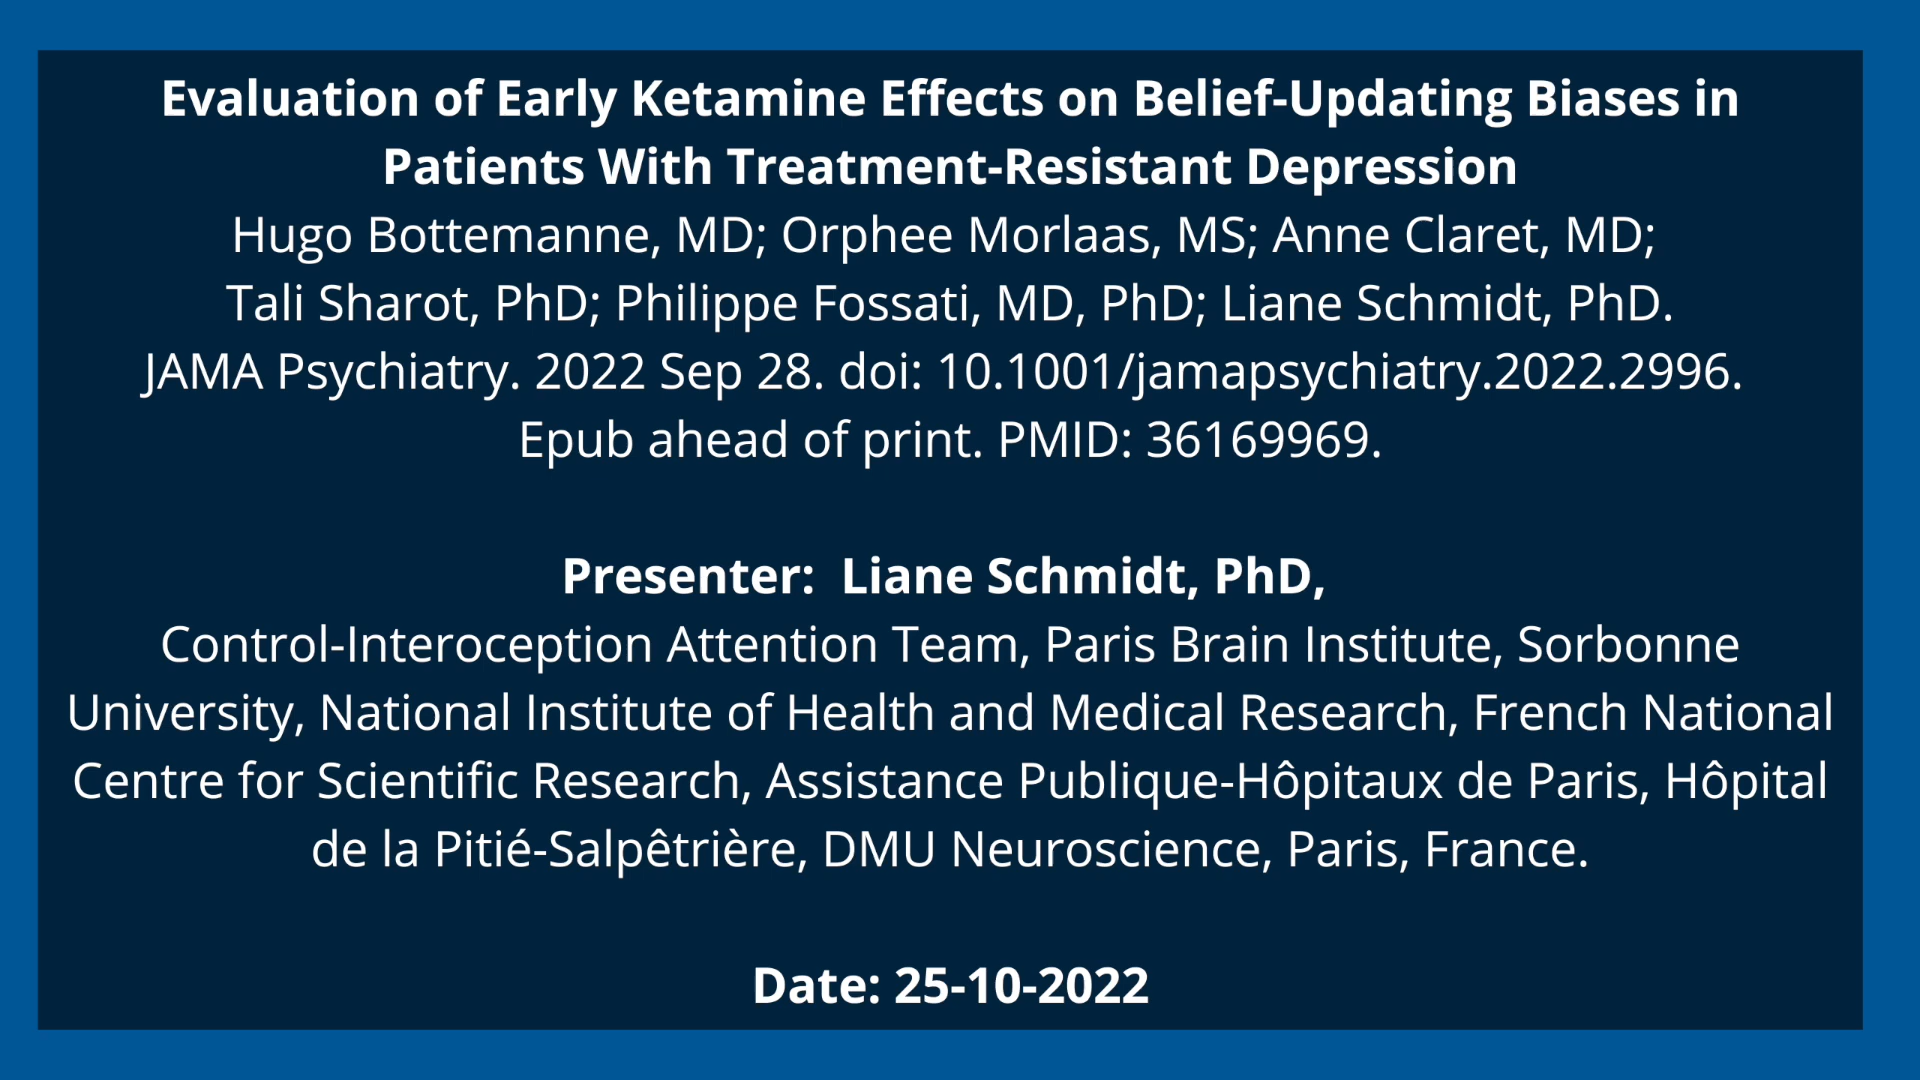 Evaluation of Early Ketamine Effects on Belief-Updating Biases in
Patients With Treatment-Resistant Depression
Hugo Bottemanne, MD; Orphee Morlaas, MS; Anne Claret, MD;
Tali Sharot, PhD; Philippe Fossati, MD, PhD; Liane Schmidt, PhD.
JAMA Psychiatry. 2022 Sep 28. doi: 10.1001/jamapsychiatry.2022.2996.
Epub ahead of print. PMID: 36169969.
Presenter:  Liane Schmidt, PhD,
Control-Interoception Attention Team, Paris Brain Institute, Sorbonne
University, National Institute of Health and Medical Research, French National
Centre for Scientific Research, Assistance Publique-Hôpitaux de Paris, Hôpital
de la Pitié-Salpêtrière, DMU Neuroscience, Paris, France.
Date: 25-10-2022